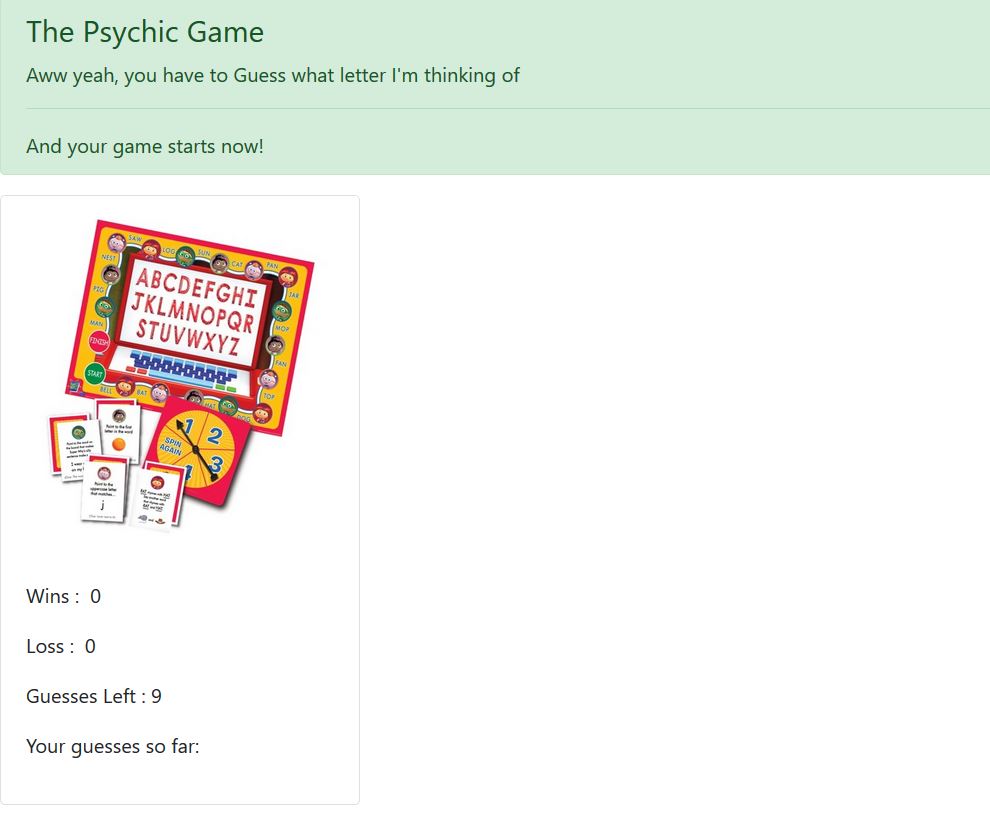 The Psychic Game
Aww yeah, you have to Guess what letter I'm thinking of
And your game starts now!
SAW
LOG
SUN
CAT
PAN
NEST
JAR
PIG
MOP
MAN
FAN
FINISH
START
TOP
BELL
BAT
HAT
DOG
ABCDEFGHI
JKLMNOPQR
STUVWXYZ
1
2
3
4
SPIN
AGAIN
Point to the first
letter in the word
Point to the
uppercase letter
that matches...
j
Wins : 0
Loss : 0
Guesses Left : 9
Your guesses so far: